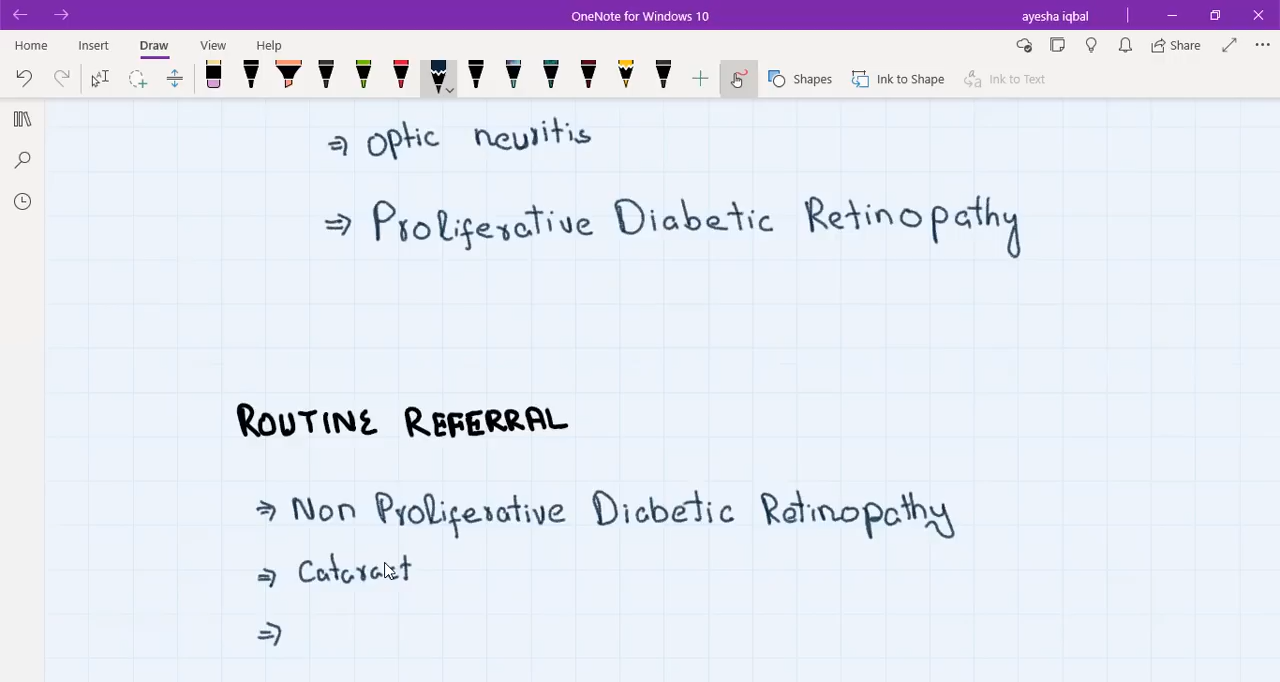 OneNote for Windows 10
ayesha iqbal
Home Insert Draw View Help
Share
Shapes Ink to Shape Ink to Text
⇒ Optic neuritis
⇒ Proliferative Diabetic Retinopathy
ROUTINE REFERRAL
⇒ Non Proliferative Diabetic Retinopathy
⇒ Cataract
⇒